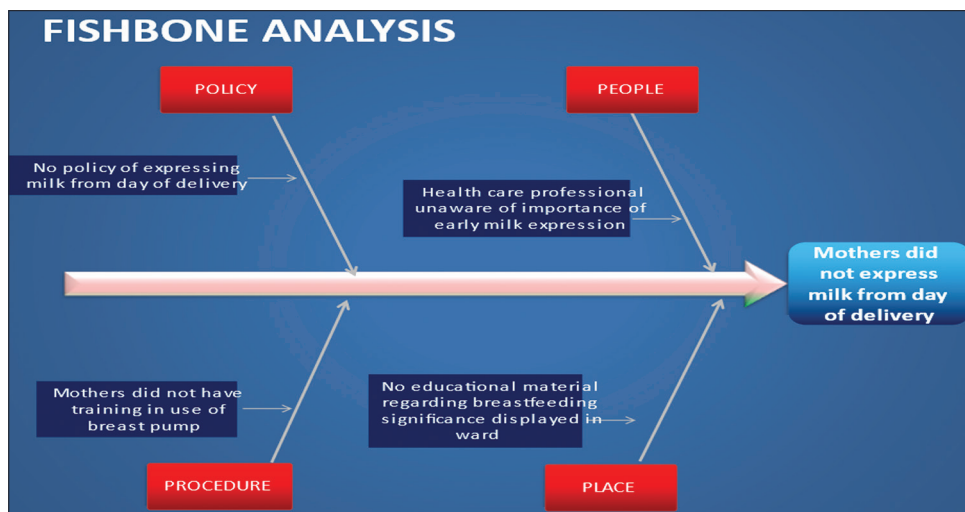 FISHBONE ANALYSIS
POLICY
PEOPLE
No policy of expressing
milk from day of delivery
Health care professional
unaware of importance of
early milk expression
Mothers did
not express
milk from day
of delivery
Mothers did not have
training in use of
breast pump
No educational material
regarding breastfeeding
significance displayed in
ward
PROCEDURE
PLACE